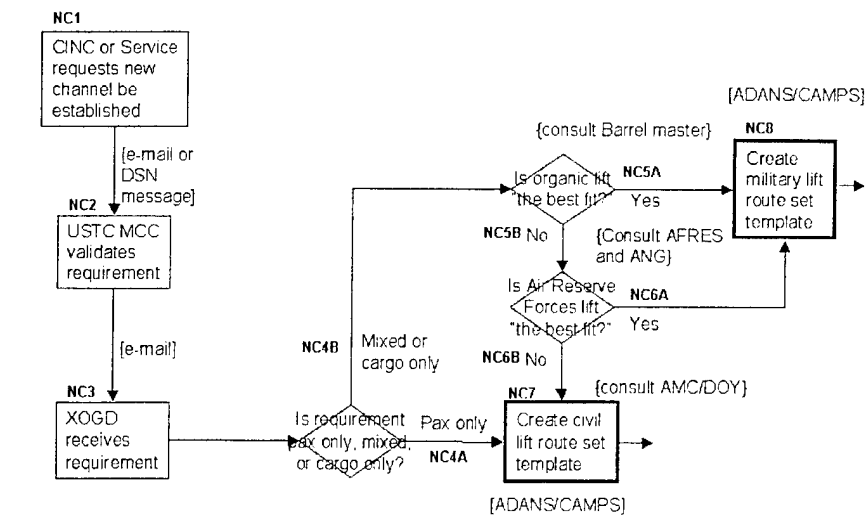 NC1
CINC or Service
requests new
channel be
established
[e-mail or
DSN
message]
NC2
USTC MCC
validates
requirement
{e-mail}
NC3
XOGD
receives
requirement
NC4B
Mixed or
cargo only
Is requirement
pax only, mixed,
or cargo only?
Pax only
NC4A
{consult Barrel master}
Is organic lift
"the best fit?"
NC5A
Yes
NC5B No
{Consult AFRES
and ANG}
Is Air Reserve
Forces lift
"the best fit?"
NC6A
Yes
NC6B No
NC7
{consult AMC/DOY}
Create civil
lift route set
template
[ADANS/CAMPS]
[ADANS/CAMPS]
NC8
Create
military lift
route set
template